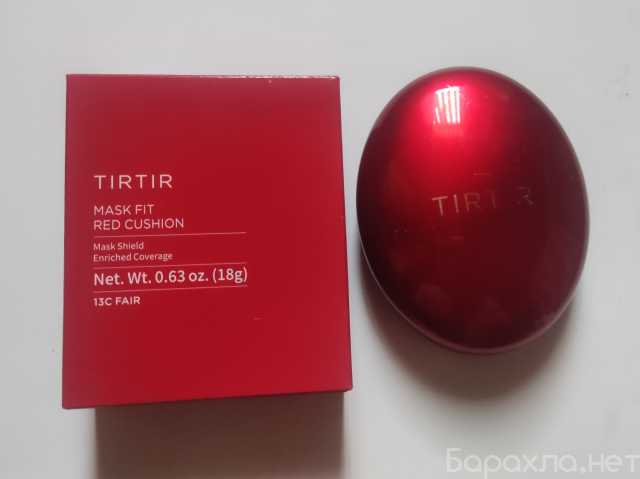 TIRTIR
MASK FIT
RED CUSHION
Mask Shield
Enriched Coverage
Net. Wt. 0.63 oz. (18g)
13C FAIR
TIRTIR
Барахла.нет